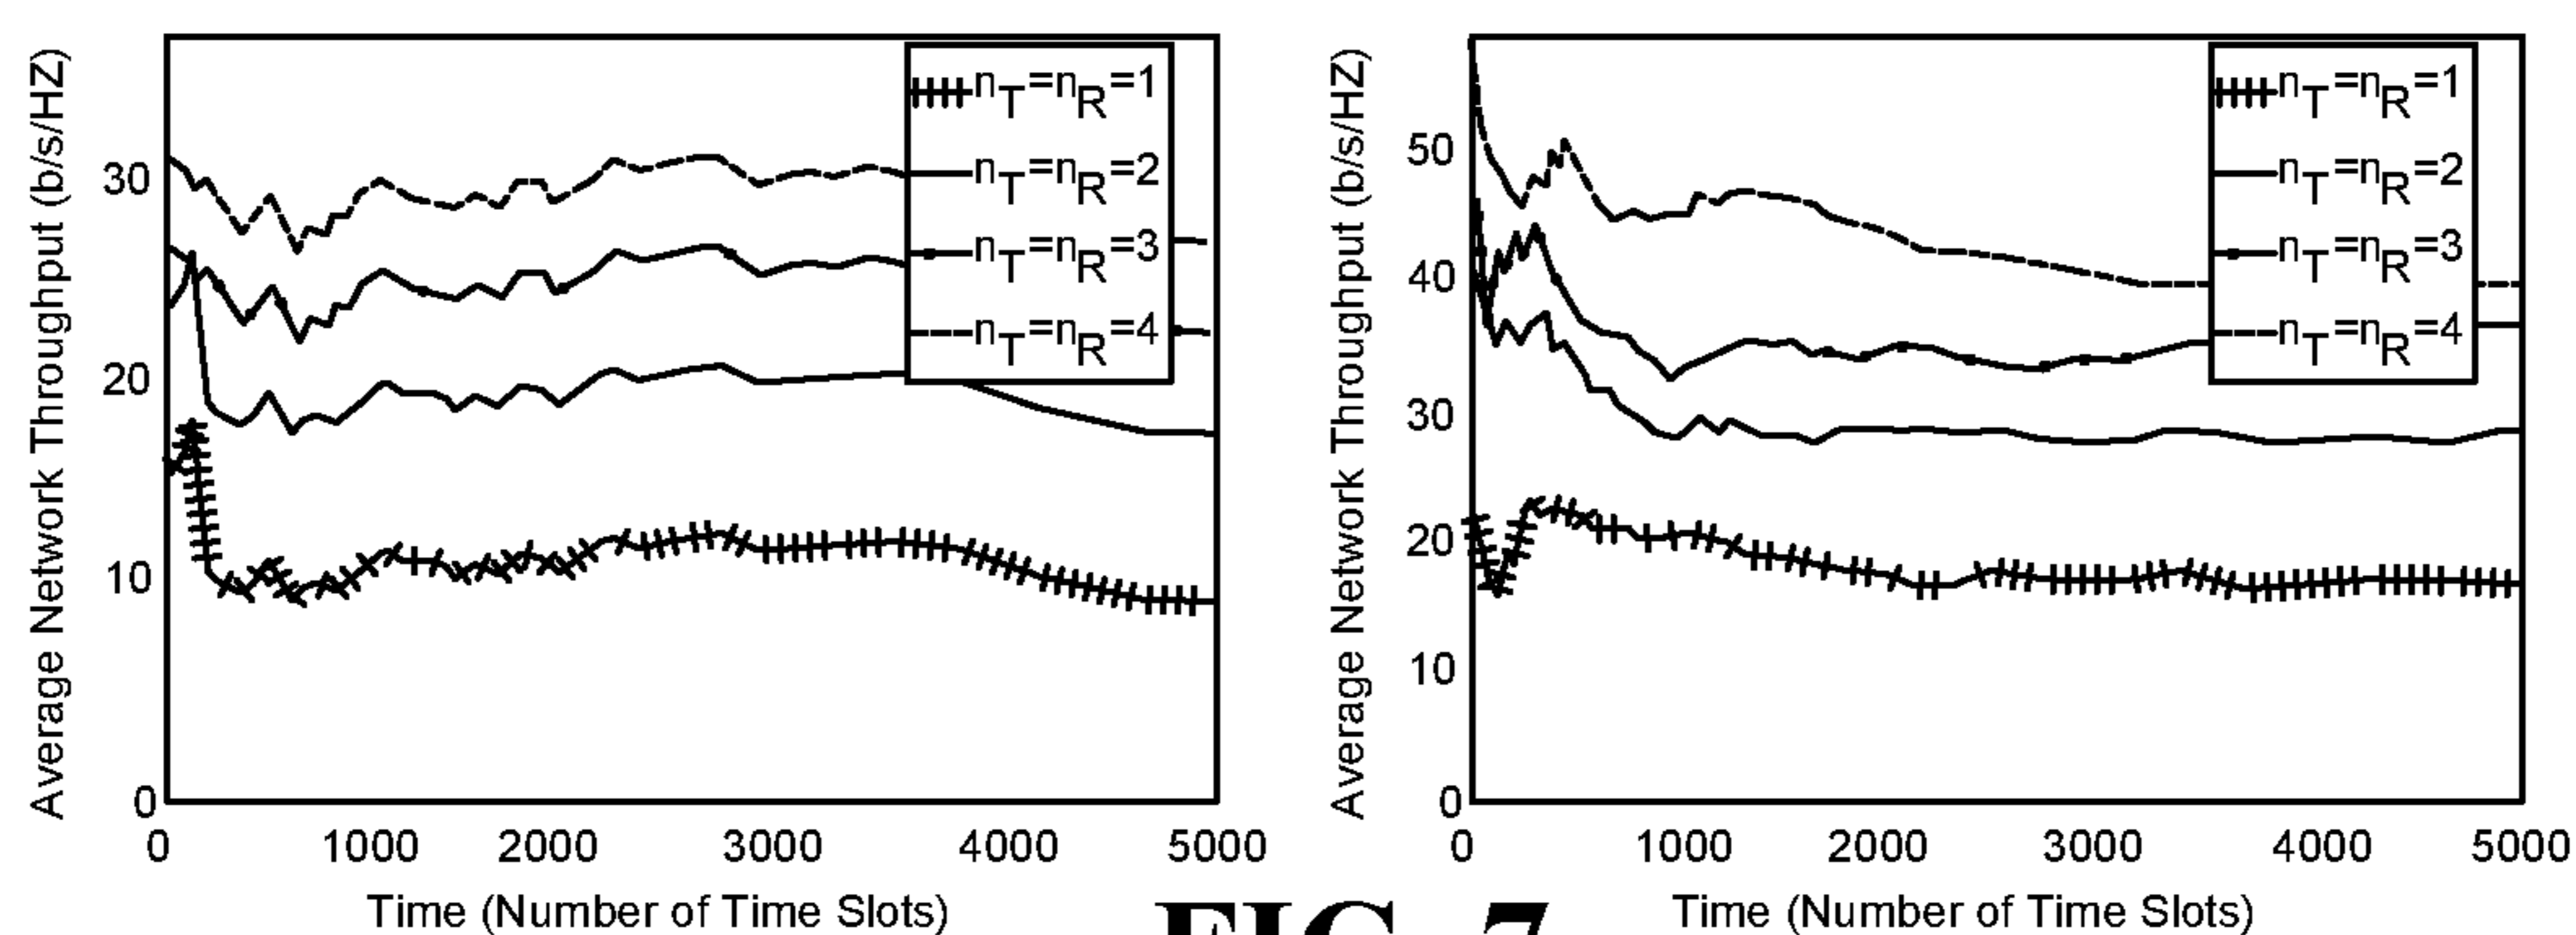 Average Network Throughput (b/s/HZ)
30
20
10
0
0 1000 2000 3000 4000 5000
Time (Number of Time Slots)
nT=nR=1
nT=nR=2
nT=nR=3
nT=nR=4
Average Network Throughput (b/s/HZ)
50
40
30
20
10
0
0 1000 2000 3000 4000 5000
Time (Number of Time Slots)
nT=nR=1
nT=nR=2
nT=nR=3
nT=nR=4
FIG. 7